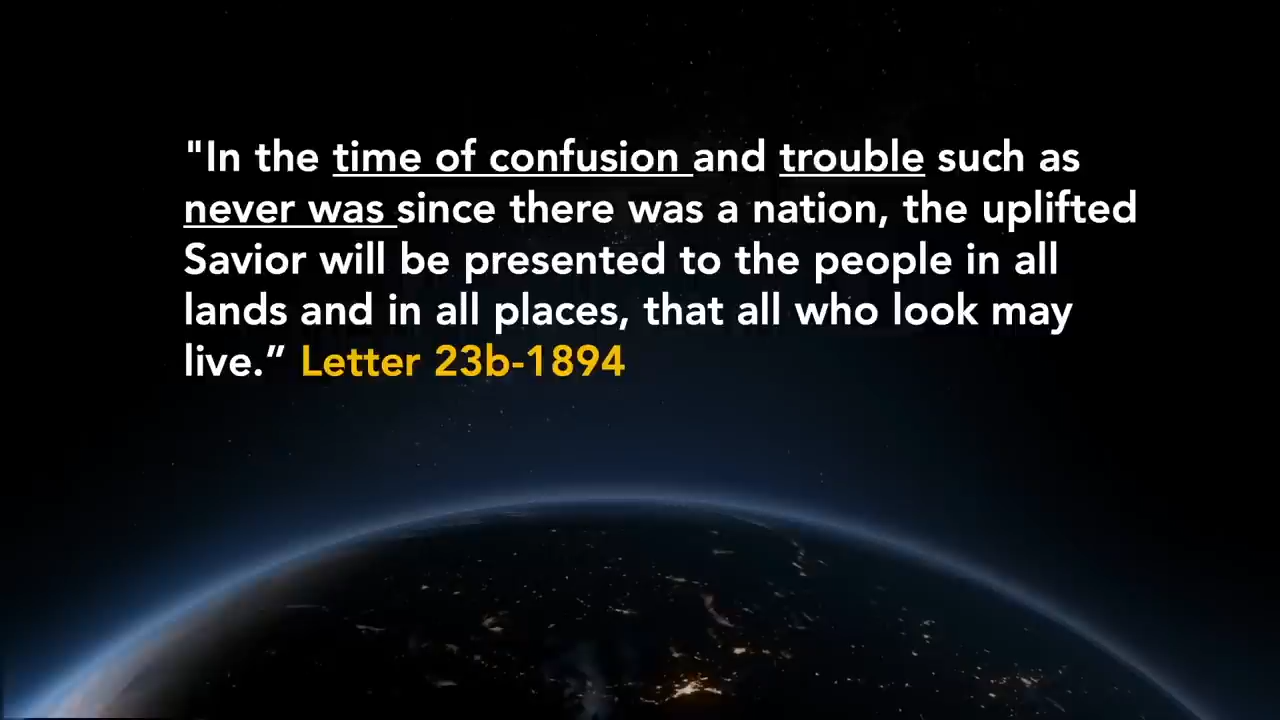 "In the time of confusion and trouble such as
never was since there was a nation, the uplifted
Savior will be presented to the people in all
lands and in all places, that all who look may
live.” Letter 23b-1894